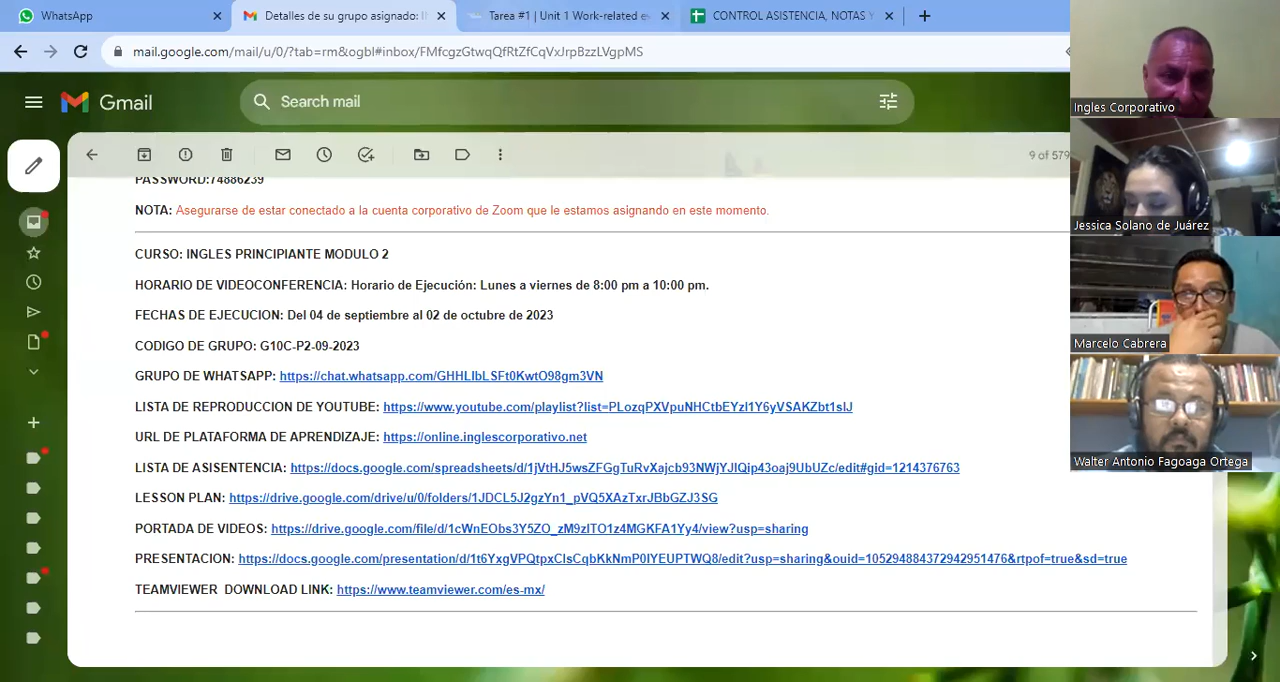 WhatsApp
Detalles de grupo asignado: I
Tarea #1 | Unit-related
CONTROL ASISTENCIA, NOTAS Y
mail.google.com/mail/u/0/?tab=rm&ogbl#inbox/FMfcgzGtwqQfRtZfCqVxJrpBzzLVgpMS
Gmail
Search mail
9 of 579
PASSWORD:74886239
NOTA: Asegurarse de estar conectado a la cuenta corporativo de Zoom que le estamos asignando en este momento.
CURSO: INGLES PRINCIPIANTE MODULO 2
HORARIO DE VIDEOCONFERENCIA: Horario de Ejecución: Lunes a viernes de 8:00 pm a 10:00 pm.
FECHAS DE EJECUCION: Del 04 de septiembre al 02 de octubre de 2023
CODIGO DE GRUPO: G10C-P2-09-2023
GRUPO DE WHATSAPP: https://chat.whatsapp.com/GHHLIbLSFt0KwtO98gm3VN
LISTA DE REPRODUCCION DE YOUTUBE: https://www.youtube.com/playlist?list=PLozqPXVpuNHCtbEYzI1Y6yVSAKZbt1sIJ
URL DE PLATAFORMA DE APRENDIZAJE: https://online.inglescorporativo.net
LISTA DE ASISENTENCIA: https://docs.google.com/spreadsheets/d/1jVtHJ5wsZFGgTuRvXajcb93NWjYJIQip43oaj9UbUZc/edit#gid=1214376763
LESSON PLAN: https://drive.google.com/drive/u/0/folders/1JDCL5J2gzYn1_pVQ5XAzTxrJBbGZJ3SG
PORTADA DE VIDEOS: https://drive.google.com/file/d/1cWnEObs3Y5ZO_zM9zITO1z4MGKFA1Yy4/view?usp=sharing
PRESENTACION: https://docs.google.com/presentation/d/1t6YxgVPQtpxCIsCqbKkNmP0IYEUPTWQ8/edit?usp=sharing&ouid=105294884372942951476&rtpof=true&sd=true
TEAMVIEWER DOWNLOAD LINK: https://www.teamviewer.com/es-mx/
Ingles Corporativo
Jessica Solano de Juárez
Marcelo Cabrera
Walter Antonio Fagoaga Ortega